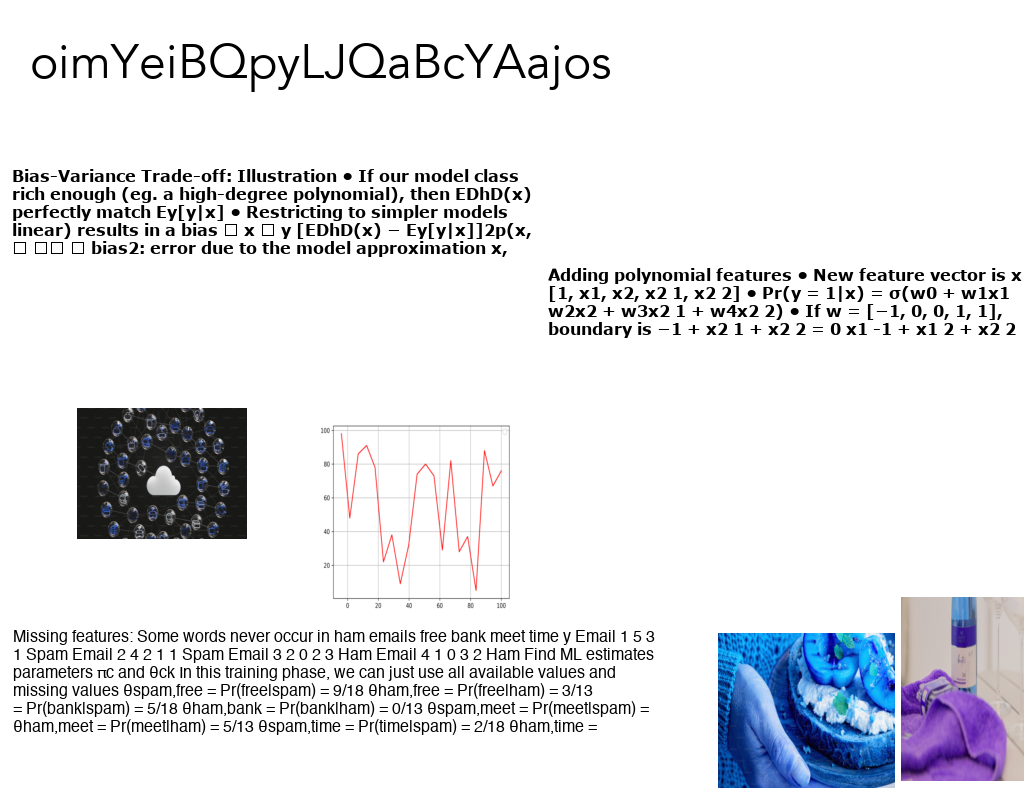 oimYeiBQpyLJQaBcYAajos
Bias-Variance Trade-off: Illustration • If our model class
rich enough (eg. a high-degree polynomial), then EDhD(x)
perfectly match Ey[y|x] • Restricting to simpler models
linear) results in a bias □ x □ y [EDhD(x) − Ey[y|x]]2p(x,
□ □□ □ bias2: error due to the model approximation x,
Adding polynomial features • New feature vector is x
[1, x1, x2, x2 1, x2 2] • Pr(y = 1|x) = σ(w0 + w1x1
w2x2 + w3x2 1 + w4x2 2) • If w = [−1, 0, 0, 1, 1],
boundary is −1 + x2 1 + x2 2 = 0 x1 -1 + x1 2 + x2 2
100
80
60
40
20
0 20 40 60 80 100
Missing features: Some words never occur in ham emails free bank meet time y Email 1 5 3
1 Spam Email 2 4 2 1 1 Spam Email 3 2 0 2 3 Ham Email 4 1 0 3 2 Ham Find ML estimates
parameters πc and θck in this training phase, we can just use all available values and
missing values θspam,free = Pr(free|spam) = 9/18 θham,free = Pr(free|ham) = 3/13
= Pr(bank|spam) = 5/18 θham,bank = Pr(bank|ham) = 0/13 θspam,meet = Pr(meet|spam) =
θham,meet = Pr(meet|ham) = 5/13 θspam,time = Pr(time|spam) = 2/18 θham,time =